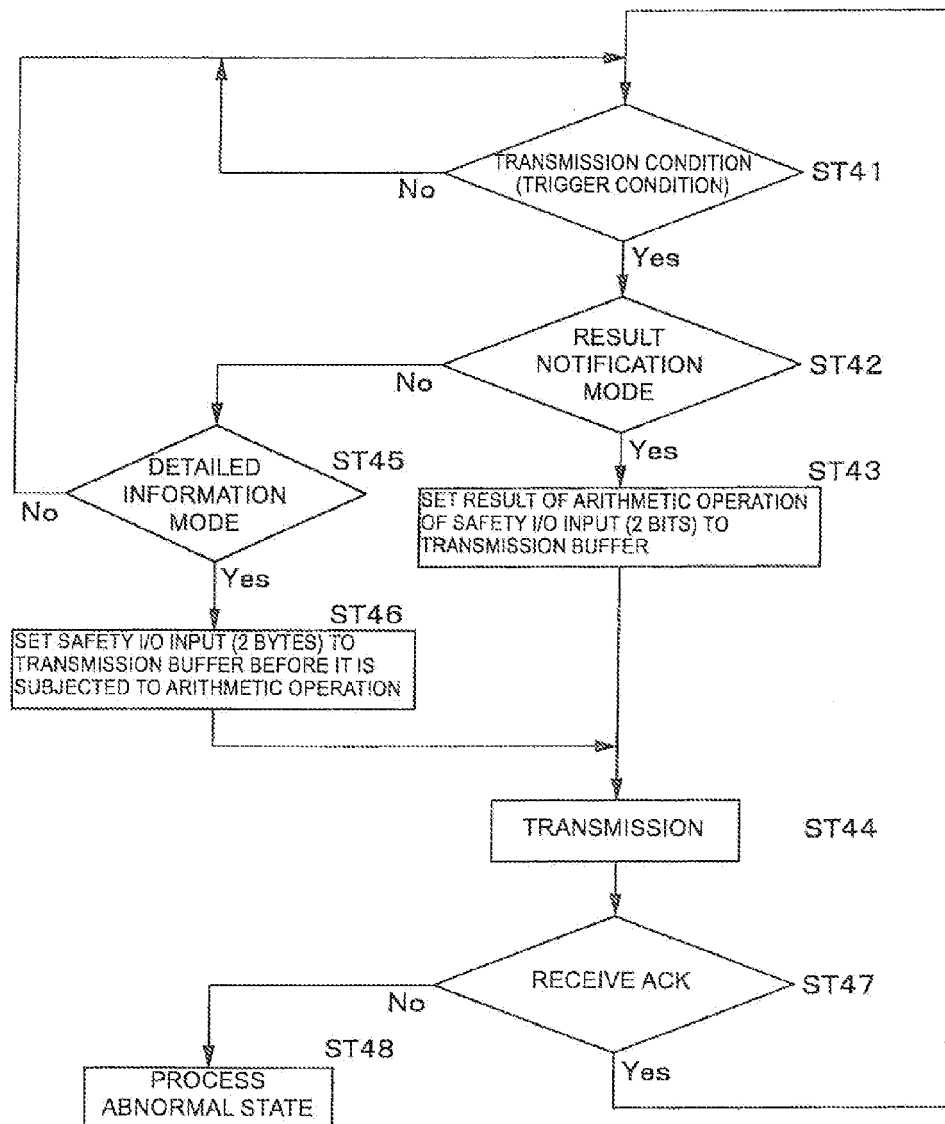 TRANSMISSION CONDITION
(TRIGGER CONDITION)
ST41
No
Yes
RESULT
NOTIFICATION
MODE
ST42
No
Yes
DETAILED
INFORMATION
MODE
ST45
No
Yes
ST43
SET RESULT OF ARITHMETIC OPERATION
OF SAFETY I/O INPUT (2 BITS) TO
TRANSMISSION BUFFER
ST46
SET SAFETY I/O INPUT (2 BYTES) TO
TRANSMISSION BUFFER BEFORE IT IS
SUBJECTED TO ARITHMETIC OPERATION
TRANSMISSION
ST44
RECEIVE ACK
ST47
No
Yes
ST48
PROCESS
ABNORMAL STATE